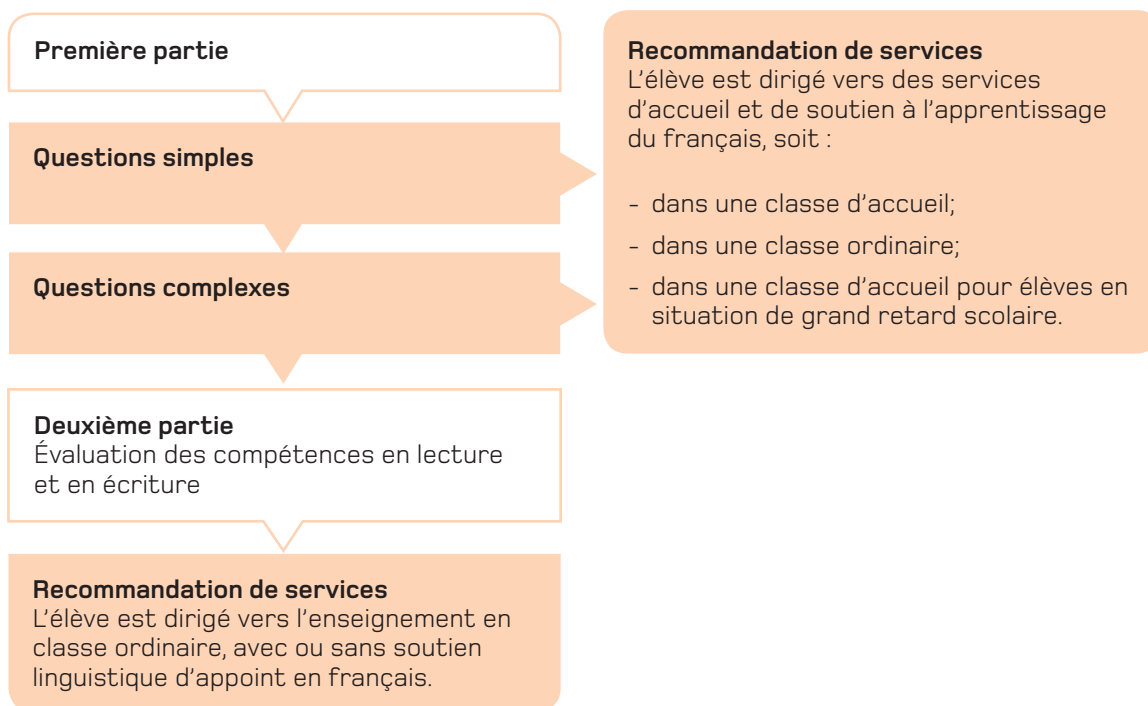 Première partie
Questions simples
Questions complexes
Deuxième partie
Évaluation des compétences en lecture
et en écriture
Recommandation de services
L’élève est dirigé vers l’enseignement en
classe ordinaire, avec ou sans soutien
linguistique d’appoint en français.
Recommandation de services
L’élève est dirigé vers des services
d’accueil et de soutien à l’apprentissage
du français, soit :
- dans une classe d’accueil;
- dans une classe ordinaire;
- dans une classe d’accueil pour élèves en
situation de grand retard scolaire.